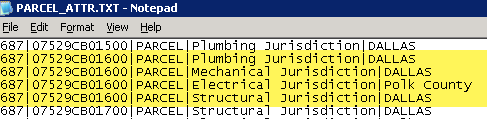 PARCEL_ATTR.TXT - Notepad
File Edit Format View Help
687|07529CB01500|PARCEL|Plumbing Jurisdiction|DALLAS
687|07529CB01600|PARCEL|Plumbing Jurisdiction|DALLAS
687|07529CB01600|PARCEL|Mechanical Jurisdiction|DALLAS
687|07529CB01600|PARCEL|Electrical Jurisdiction|Polk County
687|07529CB01600|PARCEL|Structural Jurisdiction|DALLAS
687|07529CB01700|PARCEL|Structural Jurisdiction|DALLAS